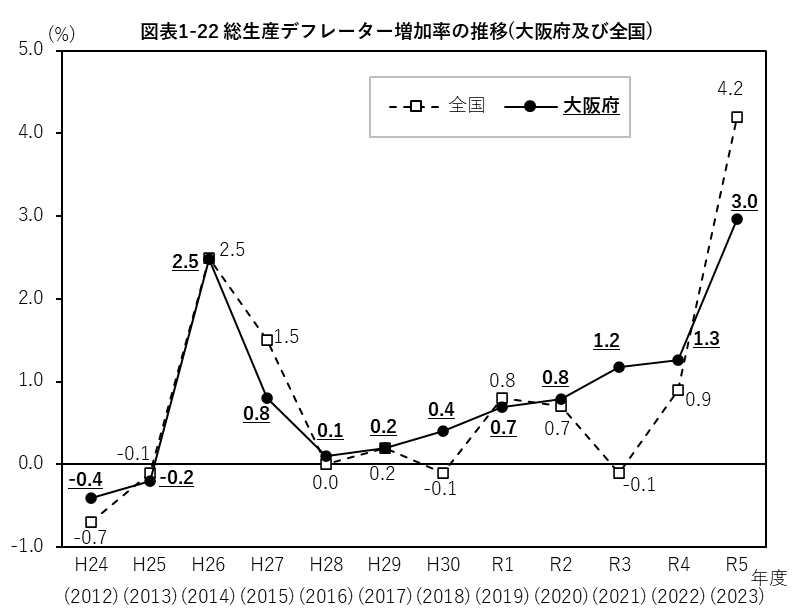 図表1-22 総生産デフレーター増加率の推移(大阪府及び全国)
(%)
5.0
4.0
3.0
2.0
1.0
0.0
-1.0
全国 大阪府
-0.7 -0.1 2.5 1.5 0.0 0.2 -0.1 0.8 0.7 -0.1 0.9 4.2
-0.4 -0.2 2.5 0.8 0.1 0.2 0.4 0.7 0.8 1.2 1.3 3.0
H24 H25 H26 H27 H28 H29 H30 R1 R2 R3 R4 R5
年度
(2012) (2013) (2014) (2015) (2016) (2017) (2018) (2019) (2020) (2021) (2022) (2023)